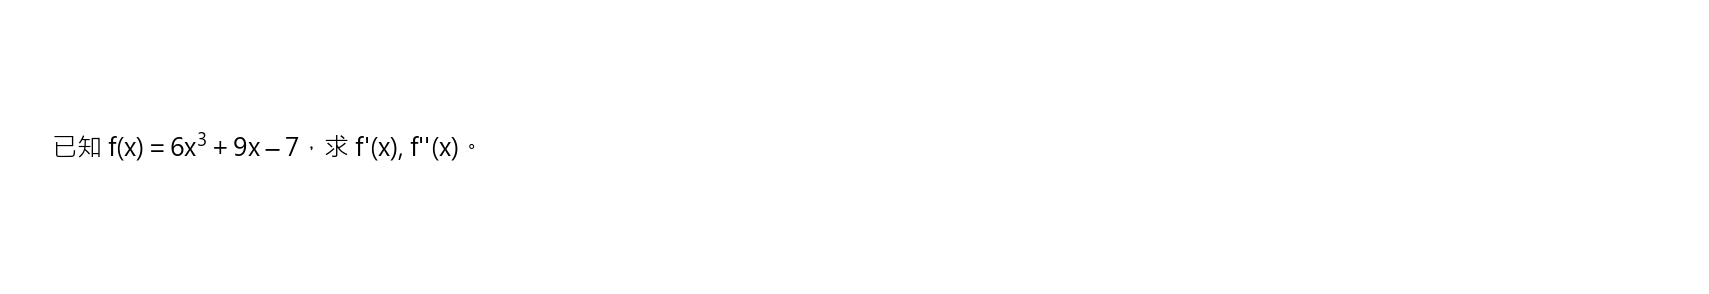 已知 f(x) = 6x³ + 9x – 7，求 f'(x), f''(x)。